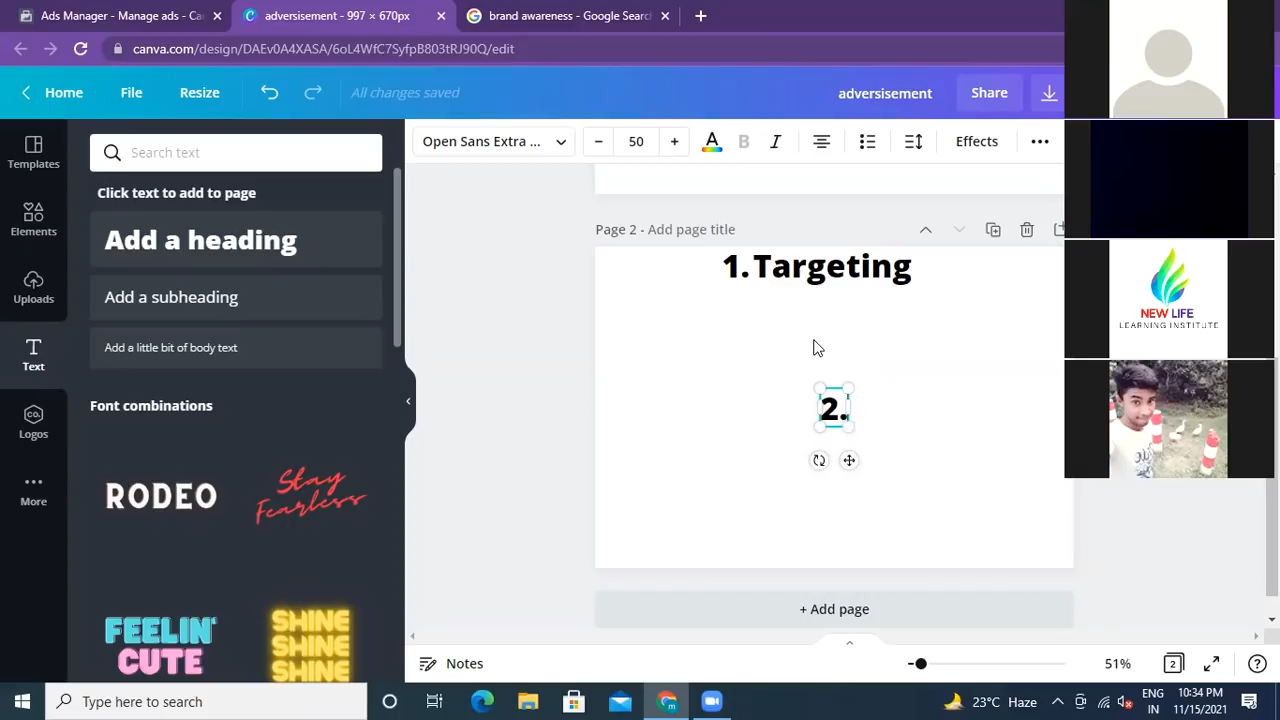 Ads Manager - Manage ads - Ca
adversisement - 997 × 670px
brand awareness - Google Searc
canva.com/design/DAEv0A4XASA/6oL4WfC7SyfpB803tRJ90Q/edit
Home
File
Resize
All changes saved
adversisement
Share
Templates
Elements
Uploads
Text
Logos
More
Search text
Click text to add to page
Add a heading
Add a subheading
Add a little bit of body text
Font combinations
RODEO
Stay
Fearless
FEELIN'
CUTE
SHINE
SHINE
SHINE
Open Sans Extra ...
50
Effects
Page 2 - Add page title
1. Targeting
2.
+ Add page
Notes
51%
2
NEW LIFE
LEARNING INSTITUTE
Type here to search
23°C Haze
ENG
IN
10:34 PM
11/15/2021